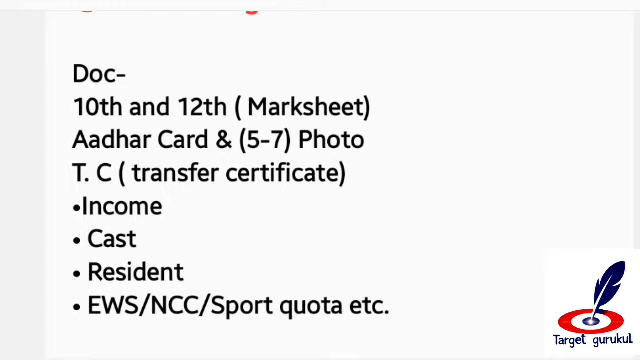 Doc-
10th and 12th ( Marksheet)
Aadhar Card & (5-7) Photo
T. C ( transfer certificate)
•Income
• Cast
• Resident
• EWS/NCC/Sport quota etc.
Target gurukul